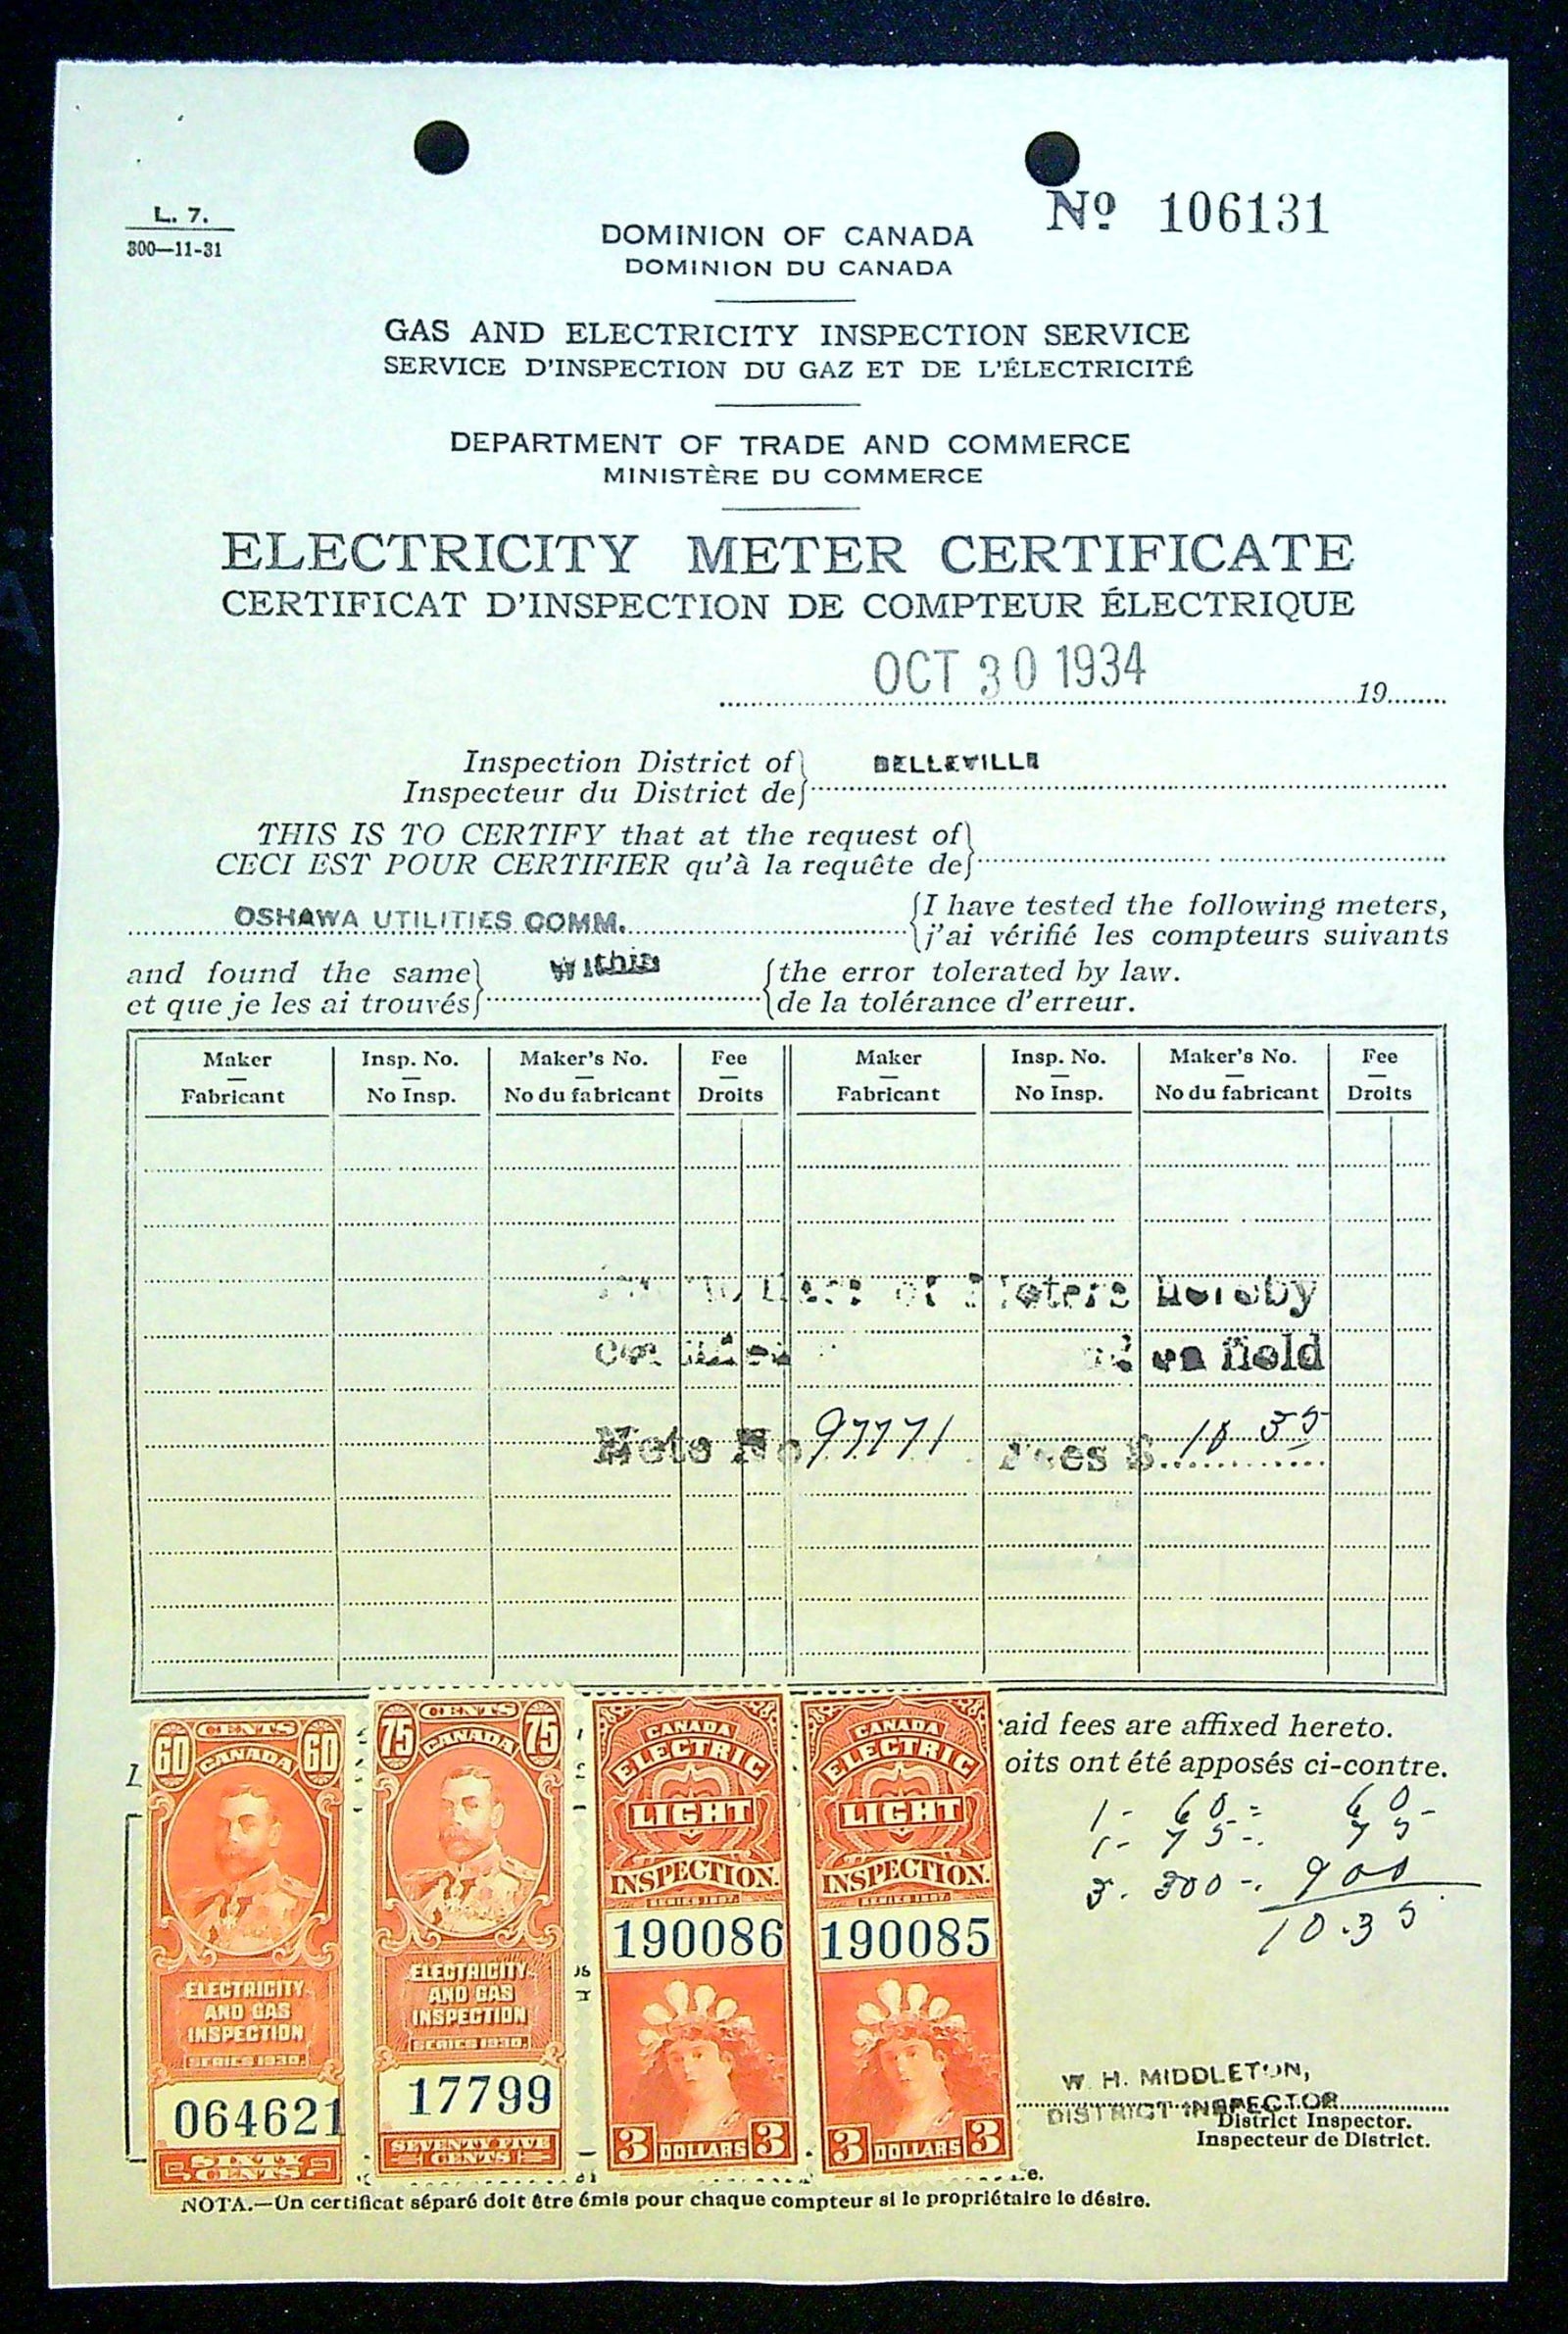 L. 7.
300—11-31
Nº 106131
DOMINION OF CANADA
DOMINION DU CANADA
GAS AND ELECTRICITY INSPECTION SERVICE
SERVICE D'INSPECTION DU GAZ ET DE L'ÉLECTRICITÉ
DEPARTMENT OF TRADE AND COMMERCE
MINISTÈRE DU COMMERCE
ELECTRICITY METER CERTIFICATE
CERTIFICAT D'INSPECTION DE COMPTEUR ÉLECTRIQUE
OCT 30 1934 19
Inspection District of BELLEVILLE
Inspecteur du District de
THIS IS TO CERTIFY that at the request of
CECI EST POUR CERTIFIER qu'à la requête de
OSHAWA UTILITIES COMM. I have tested the following meters,
j'ai vérifié les compteurs suivants
and found the same within the error tolerated by law.
et que je les ai trouvés de la tolérance d'erreur.
Maker Insp. No. Maker's No. Fee Maker Insp. No. Maker's No. Fee
Fabricant No Insp. No du fabricant Droits Fabricant No Insp. No du fabricant Droits
of Meters hereby
on field
Note No 97771 Fees $ 10 35
aid fees are affixed hereto.
oits ont été apposés ci-contre.
60 CENTS 60
CANADA
ELECTRICITY
AND GAS
INSPECTION
SERIES 1930.
064621
SIXTY
CENTS
75 CENTS 75
CANADA
ELECTRICITY
AND GAS
INSPECTION
SERIES 1930.
17799
SEVENTY FIVE
CENTS
CANADA
ELECTRIC
LIGHT
INSPECTION.
SERIES 1897.
190086
3 DOLLARS 3
CANADA
ELECTRIC
LIGHT
INSPECTION.
SERIES 1897.
190085
3 DOLLARS 3
1 - 60 = 60 -
1 - 75 - 75
3 - 300 - 900
10.35
W. H. MIDDLETON,
DISTRICT INSPECTOR
District Inspector.
Inspecteur de District.
NOTA.—Un certificat séparé doit être émis pour chaque compteur si le propriétaire le désire.